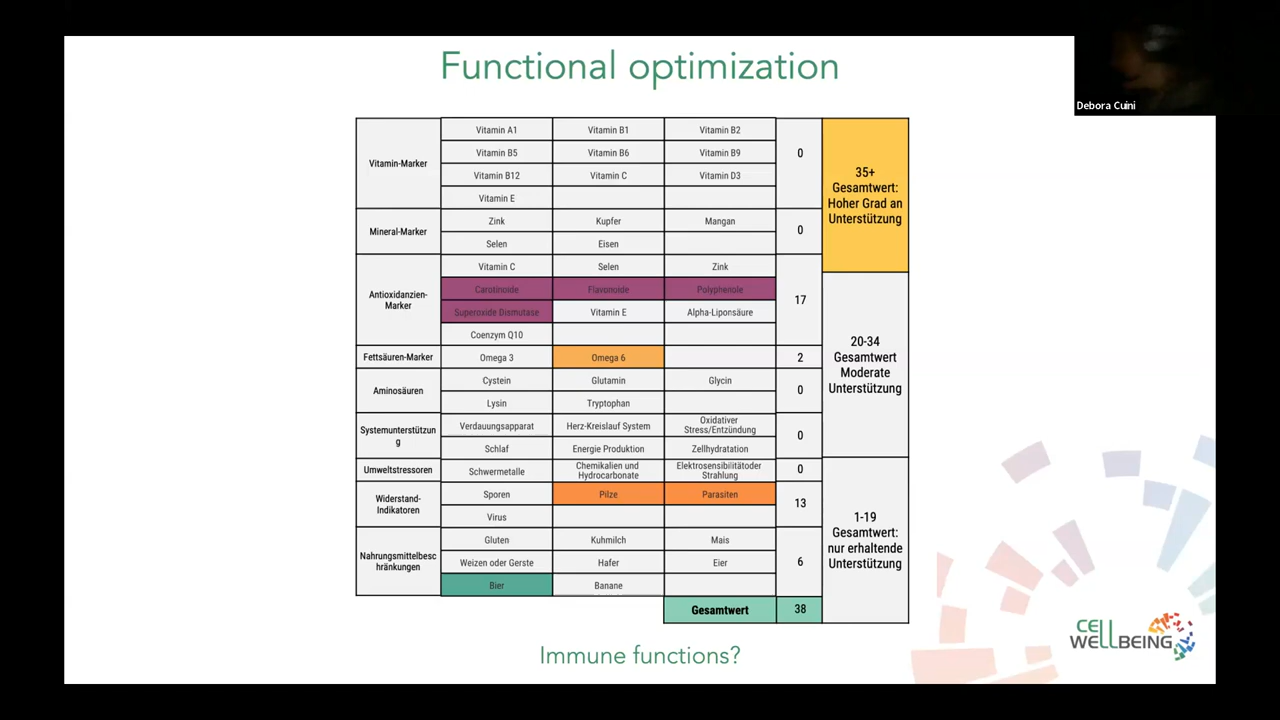 Functional optimization
Debora Cuini
Vitamin-Marker
Vitamin A1
Vitamin B1
Vitamin B2
Vitamin B5
Vitamin B6
Vitamin B9
Vitamin B12
Vitamin C
Vitamin D3
Vitamin E
0
Mineral-Marker
Zink
Kupfer
Mangan
Selen
Eisen
0
Antioxidanzien-
Marker
Vitamin C
Selen
Zink
Carotinoide
Flavonoide
Polyphenole
Superoxide Dismutase
Vitamin E
Alpha-Liponsäure
Coenzym Q10
17
Fettsäuren-Marker
Omega 3
Omega 6
2
Aminosäuren
Cystein
Glutamin
Glycin
Lysin
Tryptophan
0
Systemunterstützun
g
Verdauungsapparat
Herz-Kreislauf System
Oxidativer
Stress/Entzündung
Schlaf
Energie Produktion
Zellhydratation
0
Umweltstressoren
Schwermetalle
Chemikalien und
Hydrocarbonate
Elektrosensibilitätoder
Strahlung
0
Widerstand-
Indikatoren
Sporen
Pilze
Parasiten
Virus
13
Nahrungsmittelbesc
hränkungen
Gluten
Kuhmilch
Mais
Weizen oder Gerste
Hafer
Eier
Bier
Banane
6
Gesamtwert
38
35+
Gesamtwert:
Hoher Grad an
Unterstützung
20-34
Gesamtwert
Moderate
Unterstützung
1-19
Gesamtwert:
nur erhaltende
Unterstützung
Immune functions?
CELL
WELLBEING